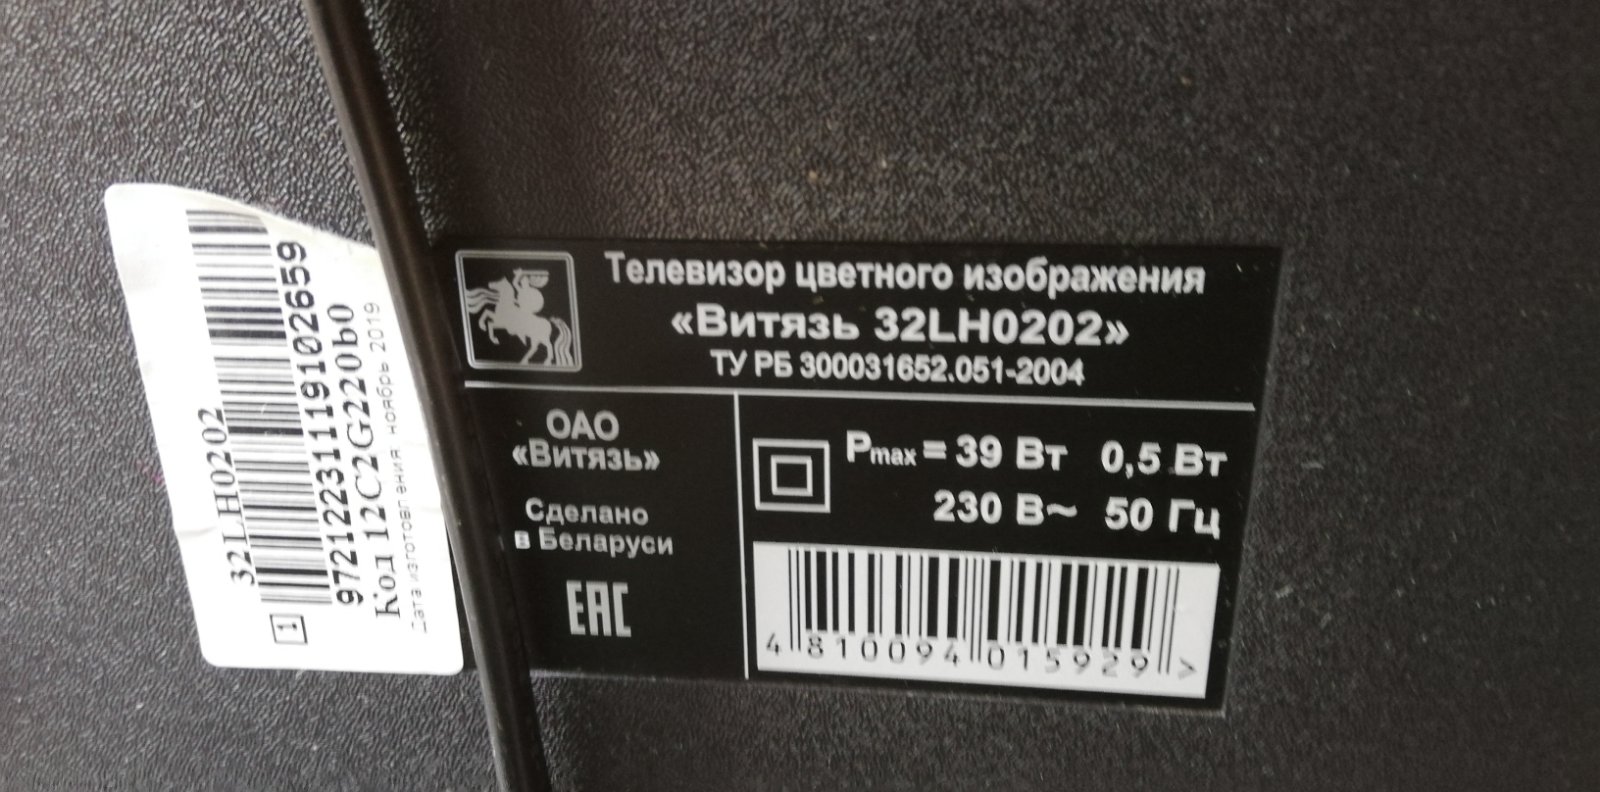 32LH0202
1
97212231119102659
Код 12C2G220b0
Дата изготовления: ноябрь 2019
Телевизор цветного изображения
«Витязь 32LH0202»
ТУ РБ 300031652.051-2004
ОАО
«Витязь»
Сделано
в Беларуси
EAC
Pmax = 39 Вт 0,5 Вт
230 В~ 50 Гц
4 810094 015929 >